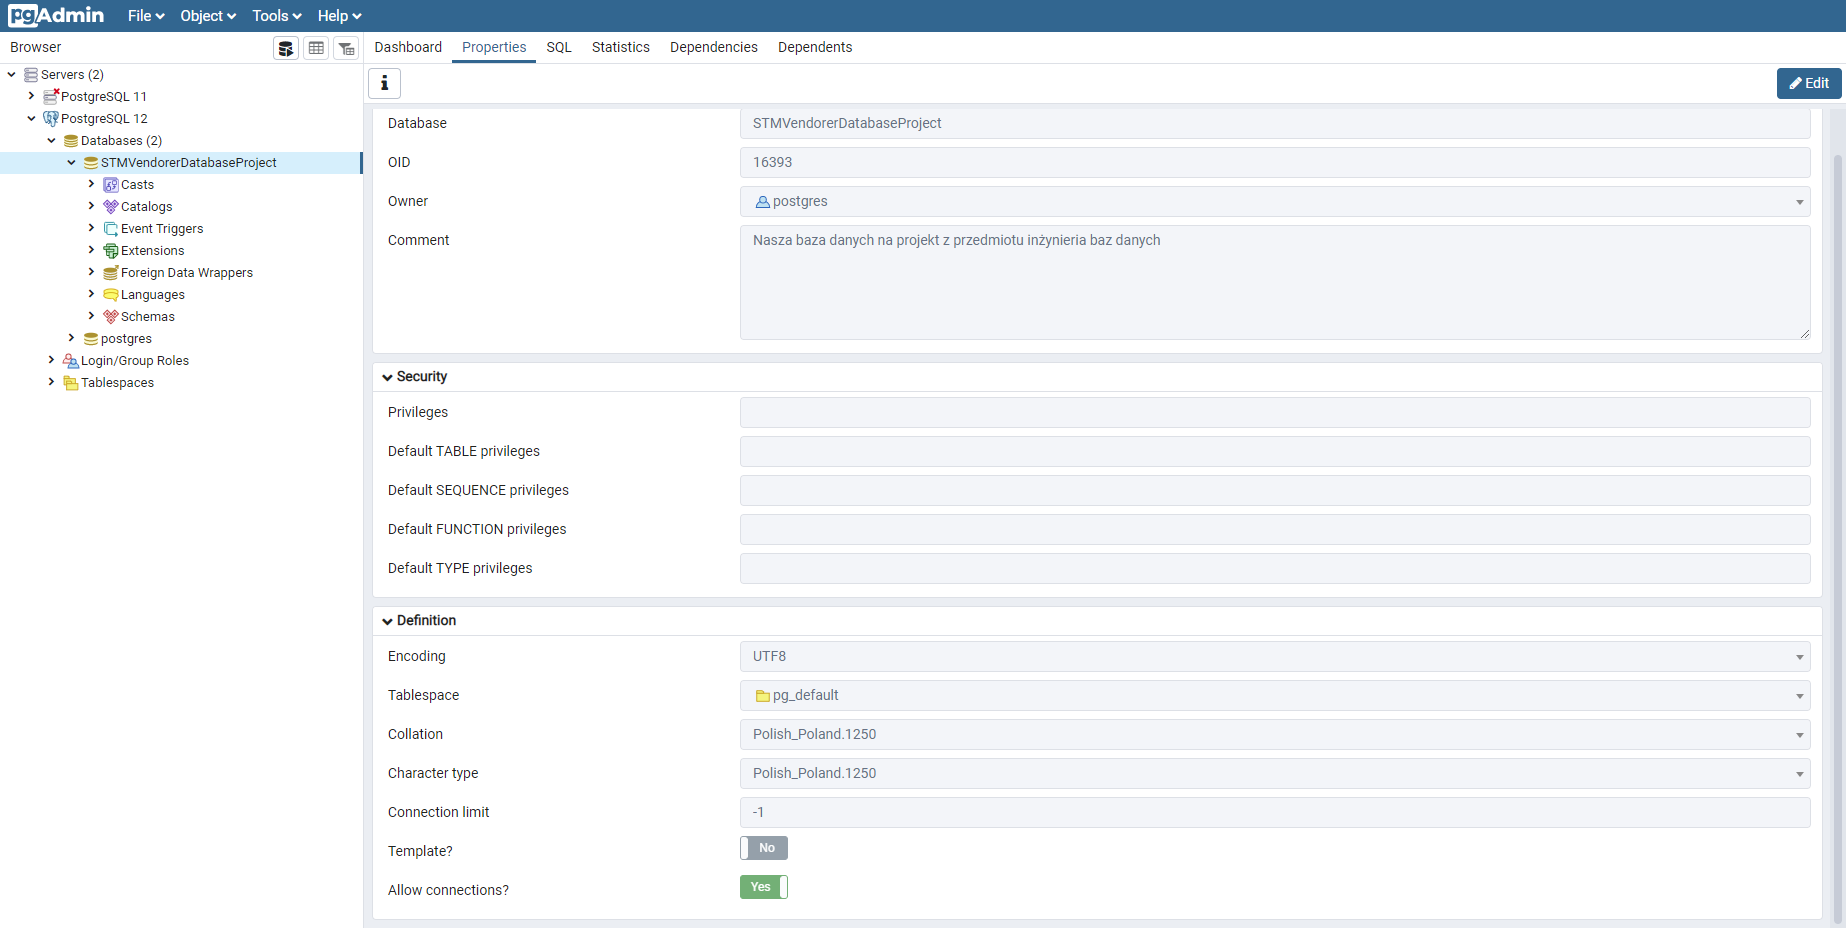 pgAdmin File Object Tools Help
Browser
Dashboard Properties SQL Statistics Dependencies Dependents
Servers (2)
PostgreSQL 11
PostgreSQL 12
Databases (2)
STMVendorerDatabaseProject
Casts
Catalogs
Event Triggers
Extensions
Foreign Data Wrappers
Languages
Schemas
postgres
Login/Group Roles
Tablespaces
i
Edit
Database STMVendorerDatabaseProject
OID 16393
Owner postgres
Comment Nasza baza danych na projekt z przedmiotu inżynieria baz danych
Security
Privileges
Default TABLE privileges
Default SEQUENCE privileges
Default FUNCTION privileges
Default TYPE privileges
Definition
Encoding UTF8
Tablespace pg_default
Collation Polish_Poland.1250
Character type Polish_Poland.1250
Connection limit -1
Template? No
Allow connections? Yes